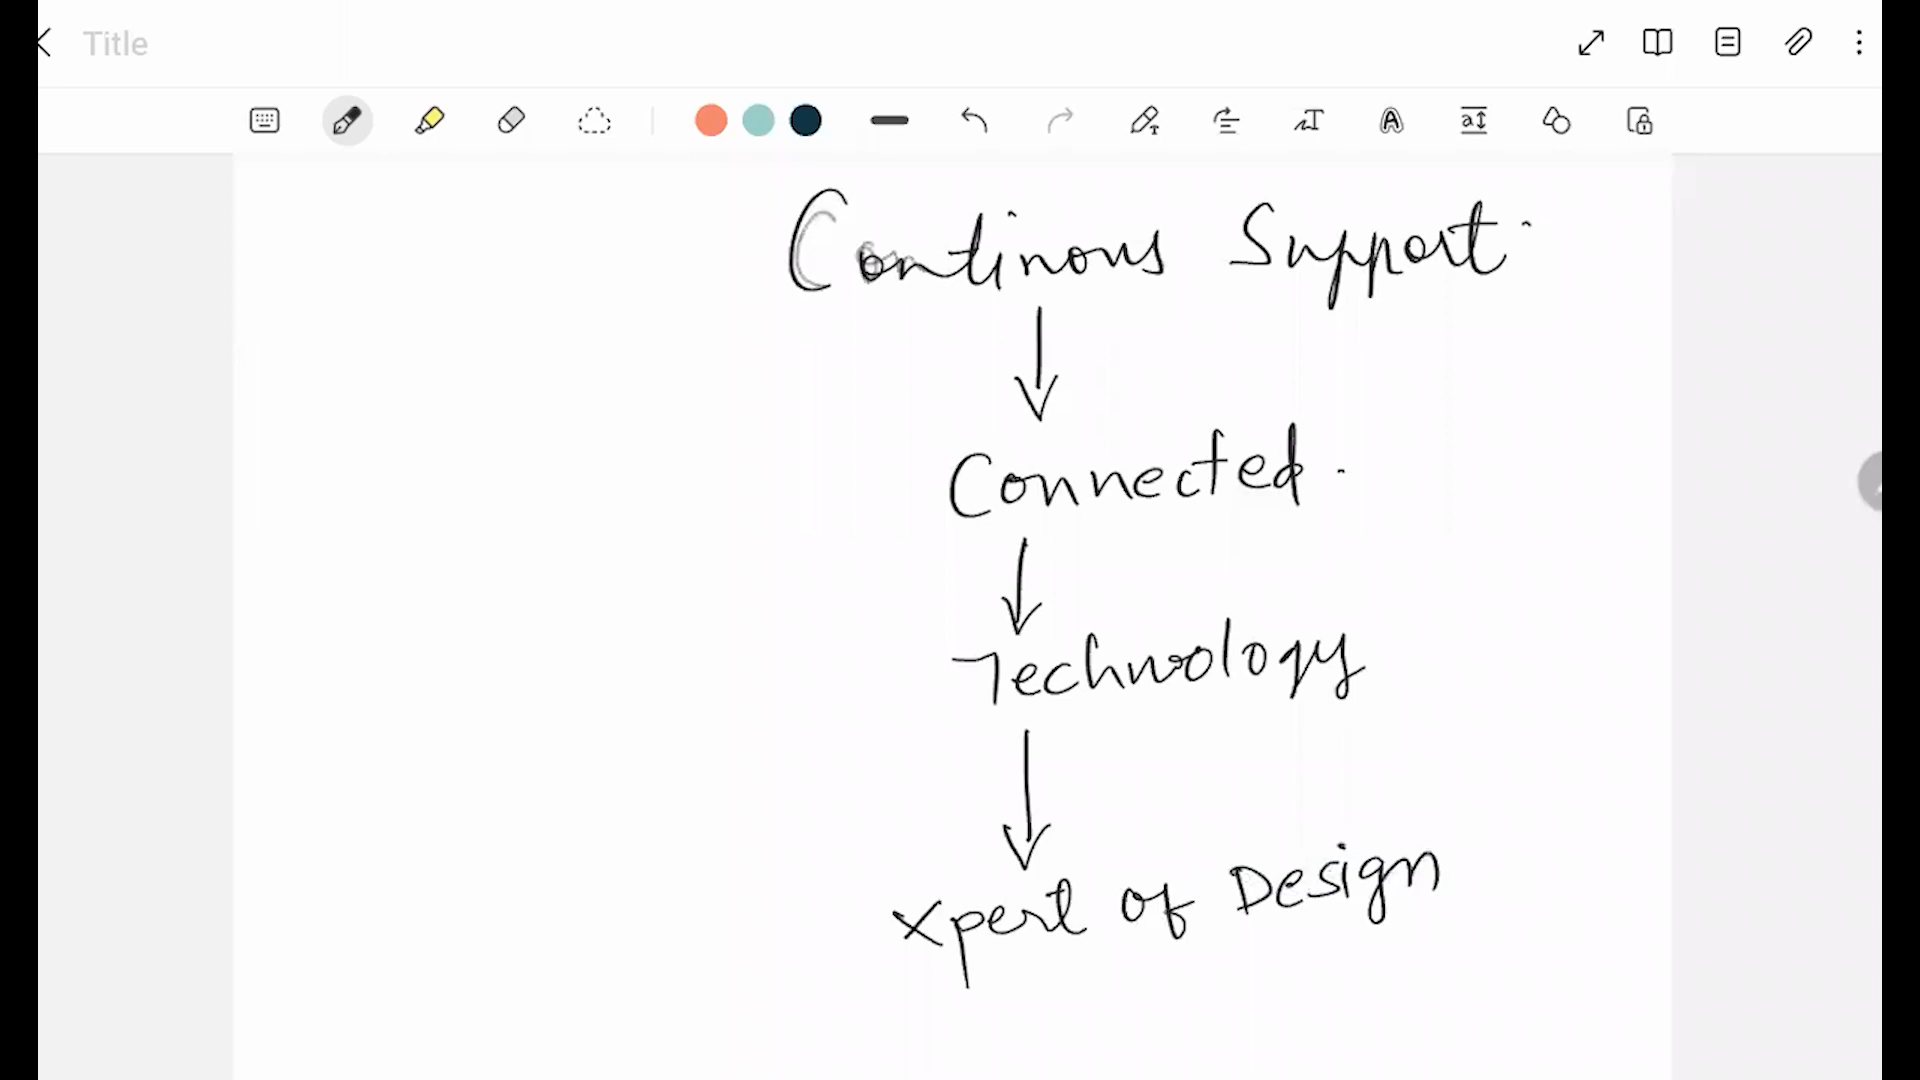 Title
Continous Support.
Connected.
Technology
Xpert of Design